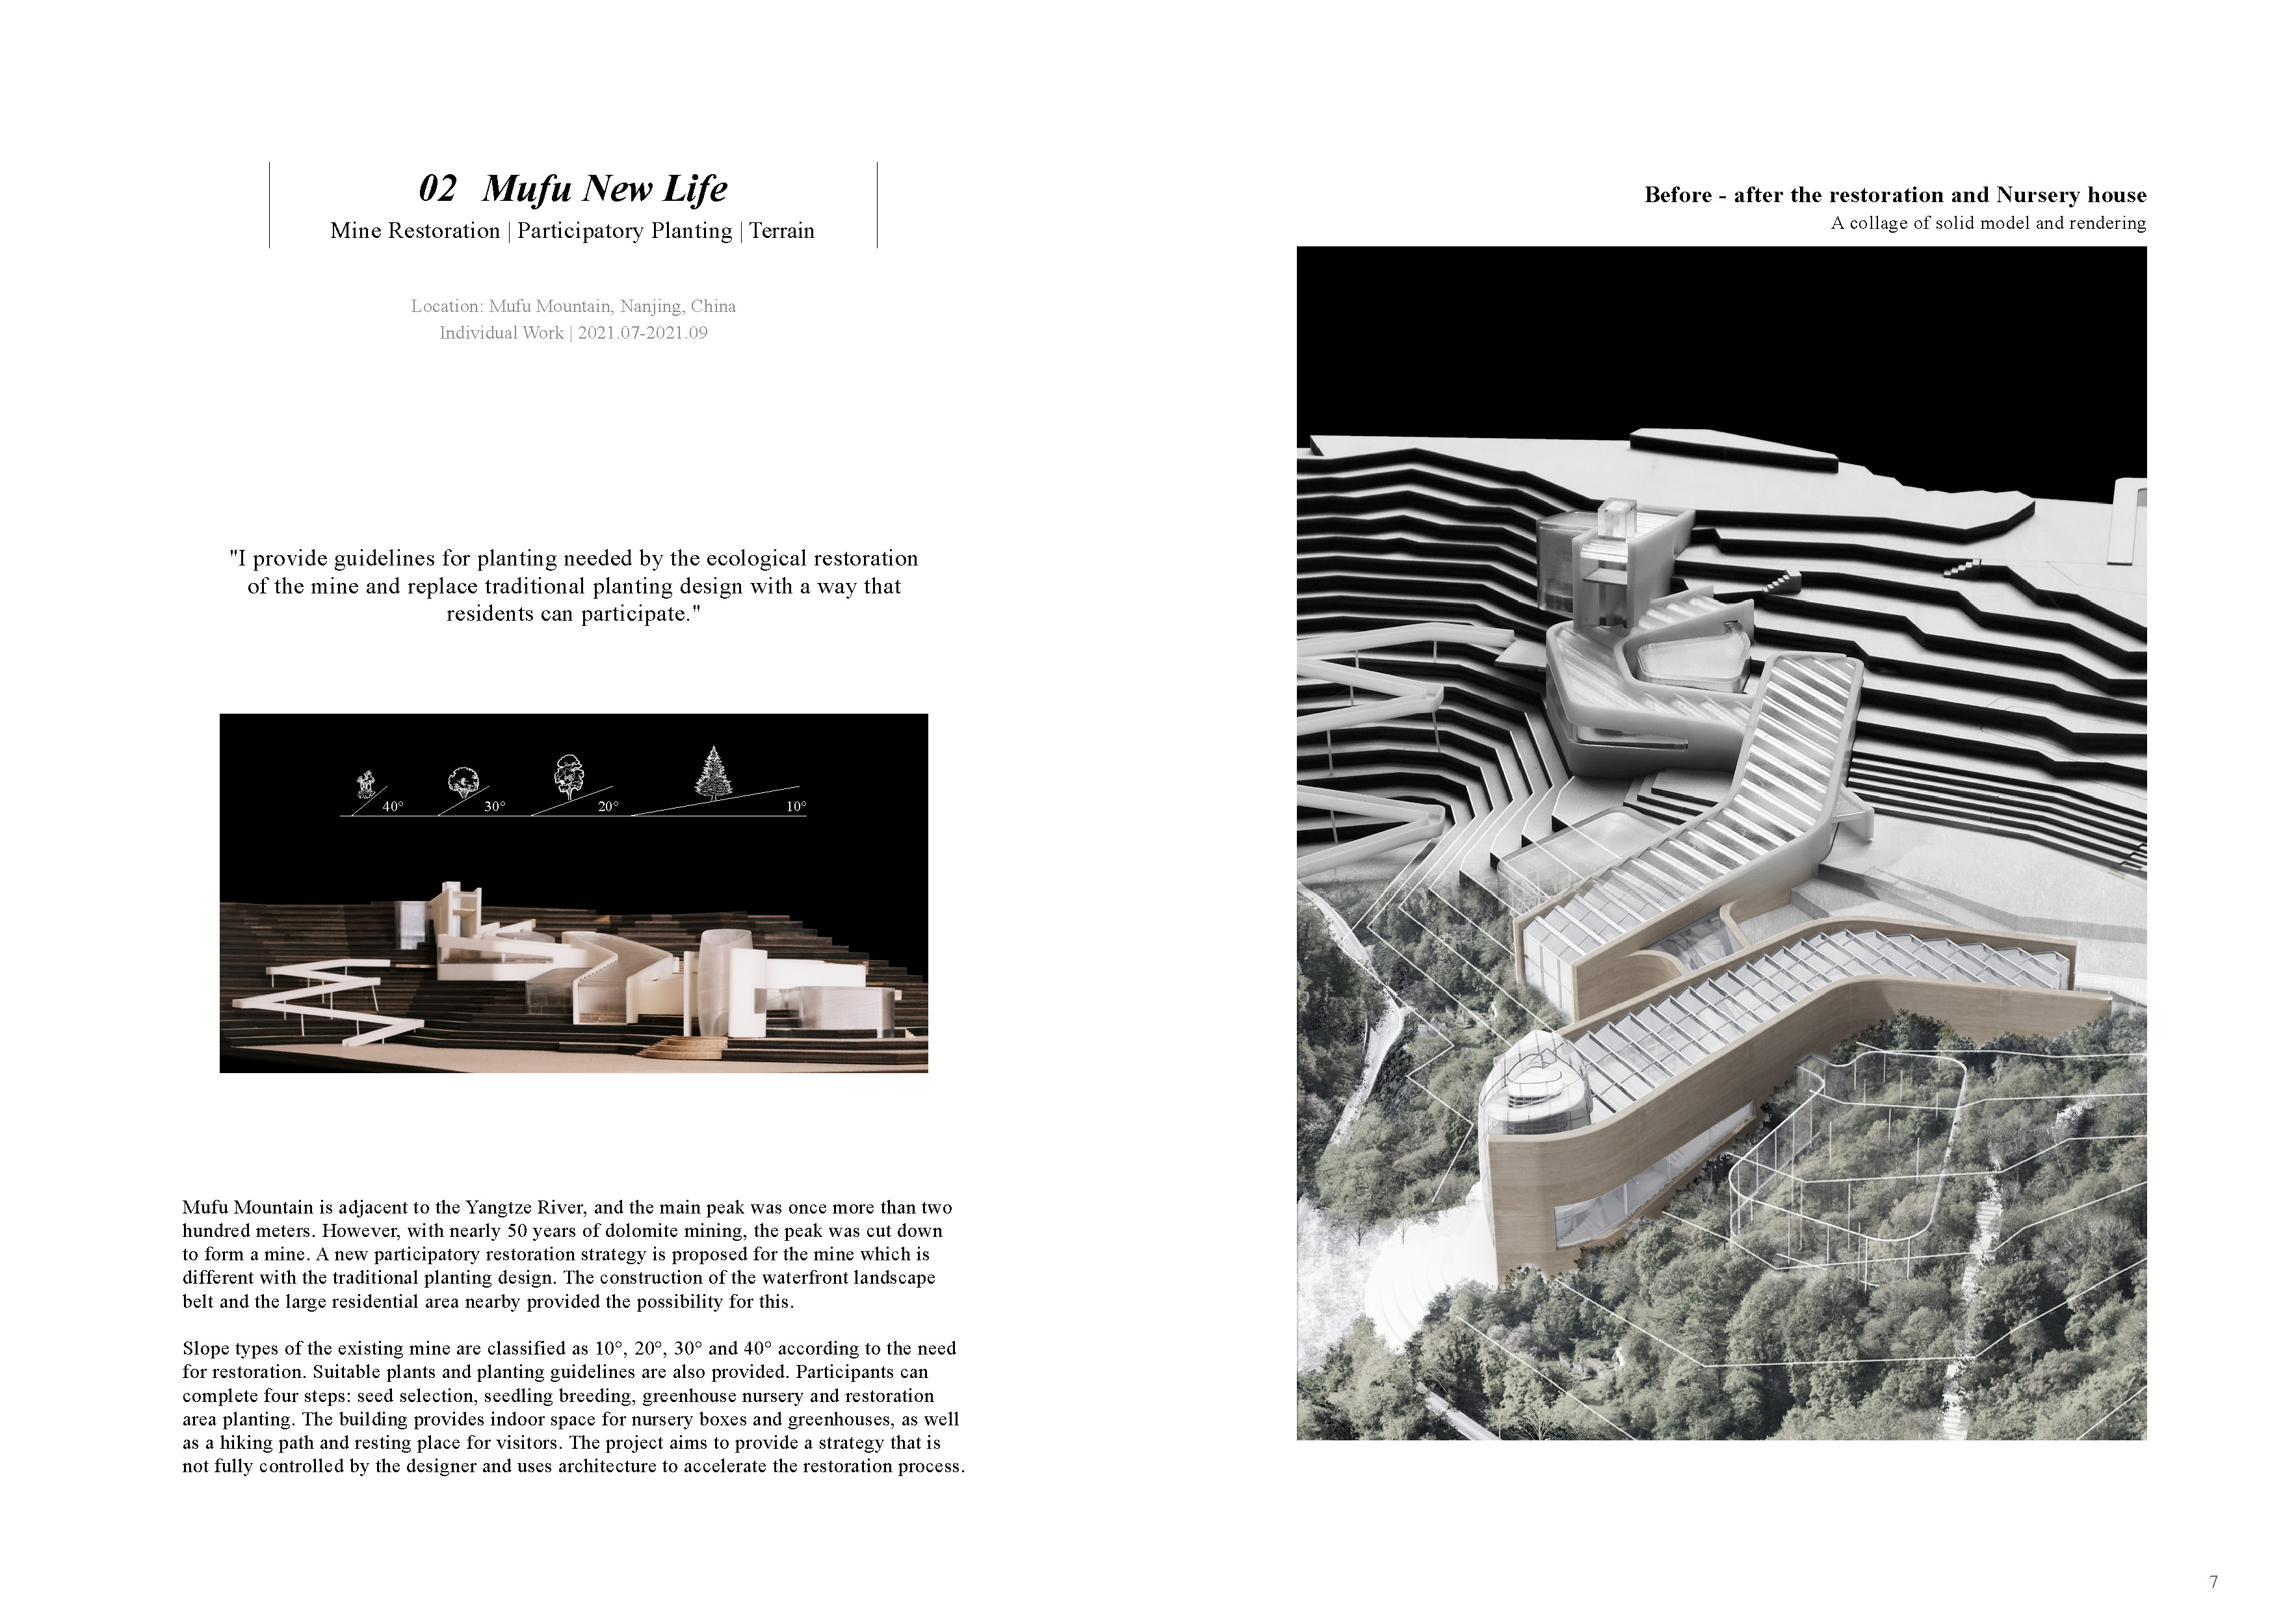 02 Mufu New Life
Mine Restoration | Participatory Planting | Terrain
Location: Mufu Mountain, Nanjing, China
Individual Work | 2021.07-2021.09
"I provide guidelines for planting needed by the ecological restoration
of the mine and replace traditional planting design with a way that
residents can participate."
40°
30°
20°
10°
Mufu Mountain is adjacent to the Yangtze River, and the main peak was once more than two
hundred meters. However, with nearly 50 years of dolomite mining, the peak was cut down
to form a mine. A new participatory restoration strategy is proposed for the mine which is
different with the traditional planting design. The construction of the waterfront landscape
belt and the large residential area nearby provided the possibility for this.
Slope types of the existing mine are classified as 10°, 20°, 30° and 40° according to the need
for restoration. Suitable plants and planting guidelines are also provided. Participants can
complete four steps: seed selection, seedling breeding, greenhouse nursery and restoration
area planting. The building provides indoor space for nursery boxes and greenhouses, as well
as a hiking path and resting place for visitors. The project aims to provide a strategy that is
not fully controlled by the designer and uses architecture to accelerate the restoration process.
Before - after the restoration and Nursery house
A collage of solid model and rendering
7